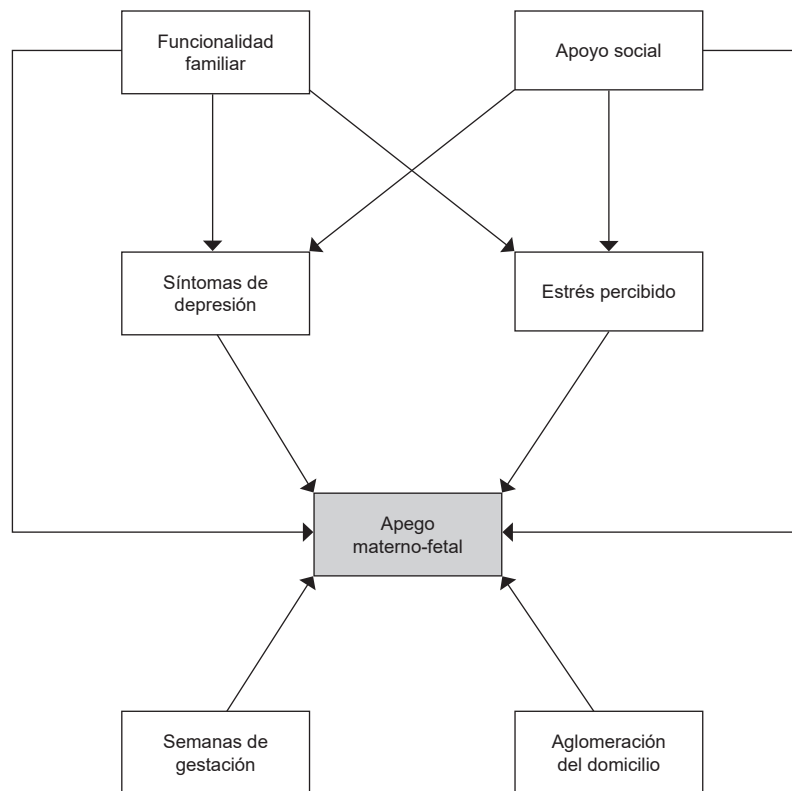 Funcionalidad
familiar
Apoyo social
Síntomas de
depresión
Estrés percibido
Apego
materno-fetal
Semanas de
gestación
Aglomeración
del domicilio